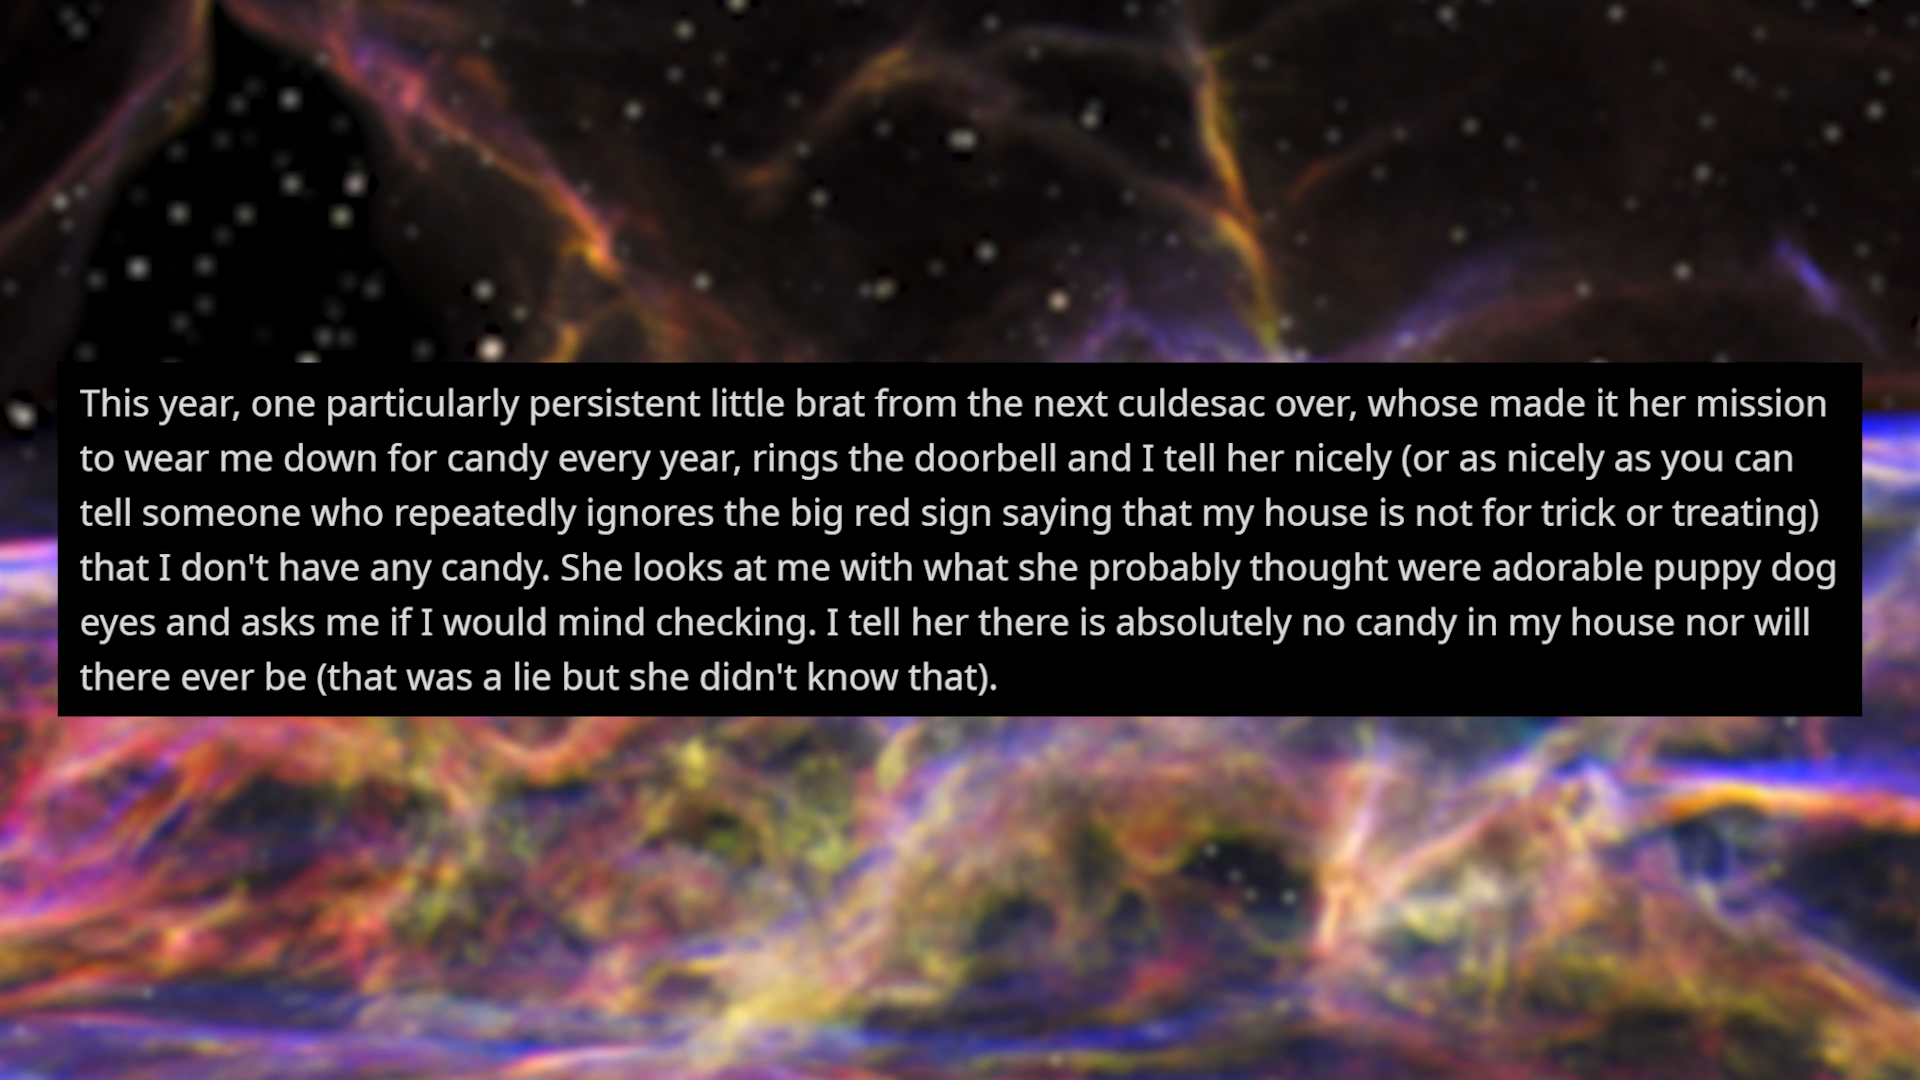 This year, one particularly persistent little brat from the next culdesac over, whose made it her mission
to wear me down for candy every year, rings the doorbell and I tell her nicely (or as nicely as you can
tell someone who repeatedly ignores the big red sign saying that my house is not for trick or treating)
that I don't have any candy. She looks at me with what she probably thought were adorable puppy dog
eyes and asks me if I would mind checking. I tell her there is absolutely no candy in my house nor will
there ever be (that was a lie but she didn't know that).